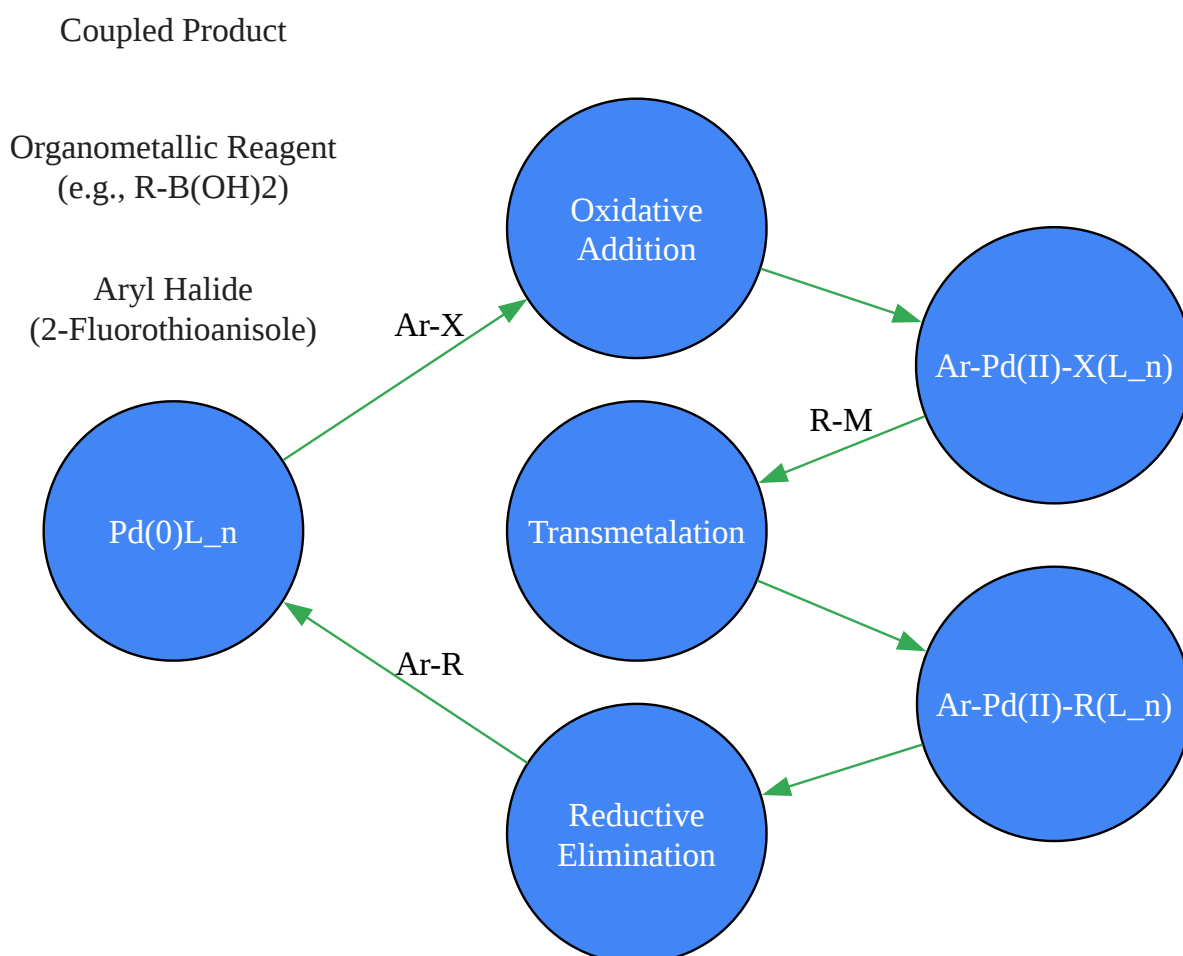 Coupled Product
Organometallic Reagent
(e.g., R-B(OH)2)
Aryl Halide
(2-Fluorothioanisole)
Oxidative
Addition
Ar-X
Ar-Pd(II)-X(L_n)
R-M
Pd(0)L_n
Transmetalation
Ar-R
Ar-Pd(II)-R(L_n)
Reductive
Elimination